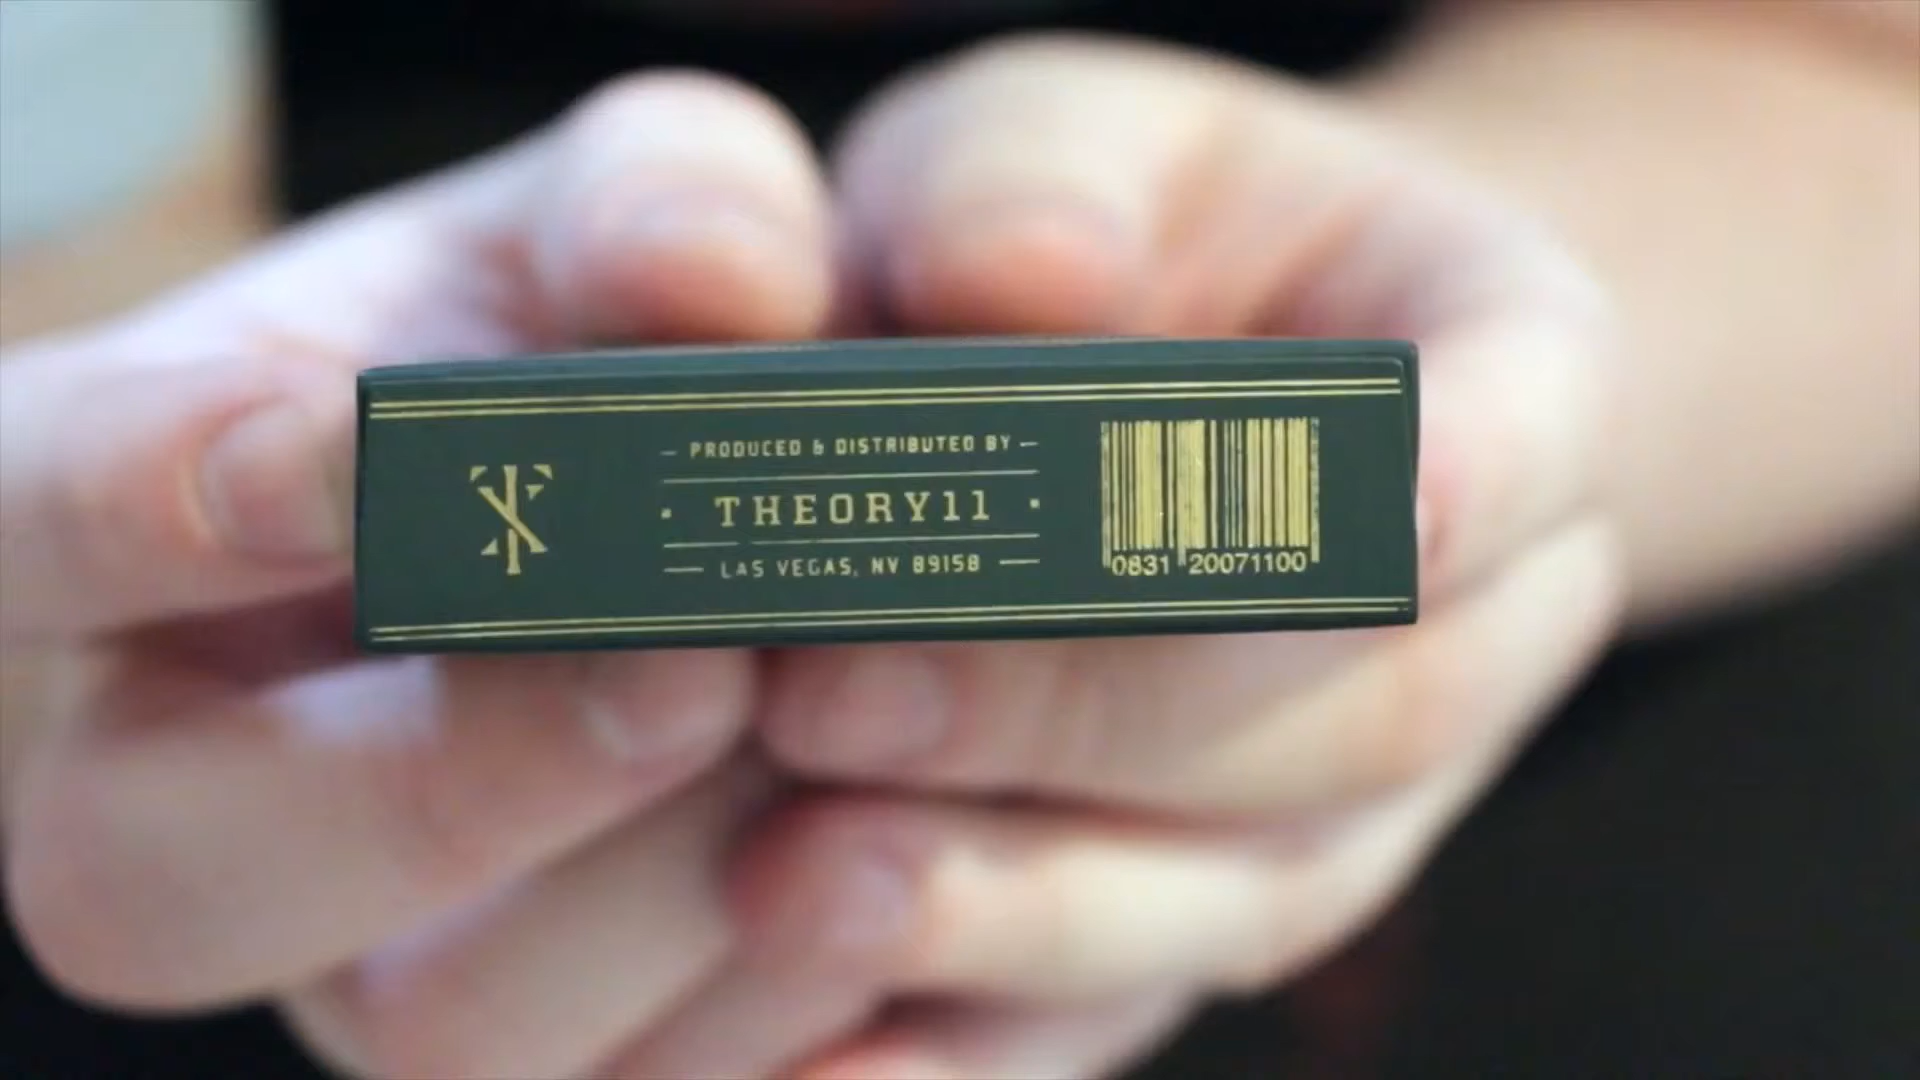 PRODUCED & DISTRIBUTED BY
THEORY11
LAS VEGAS, NV 89158
0831 20071100